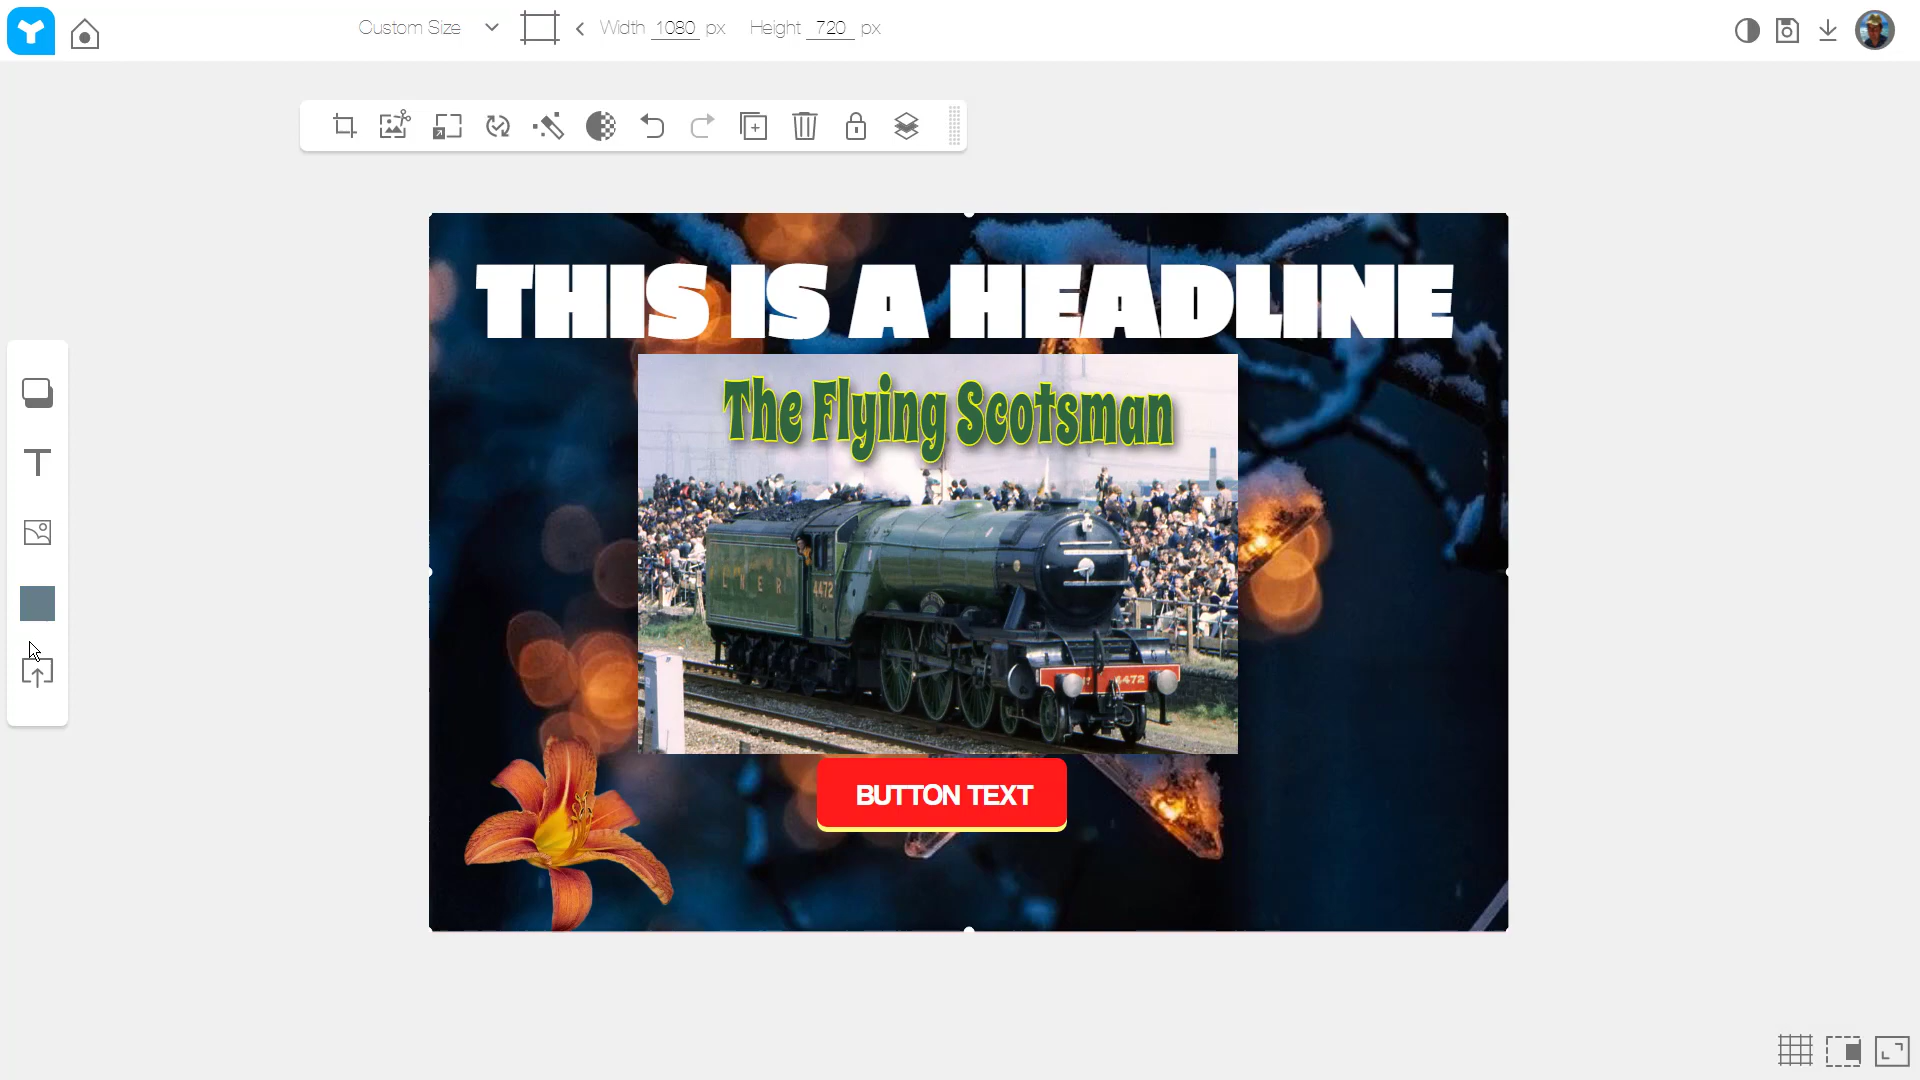 Custom Size Width 1080 px Height 720 px
THIS IS A HEADLINE
The Flying Scotsman
L N E R 4472
4472
BUTTON TEXT